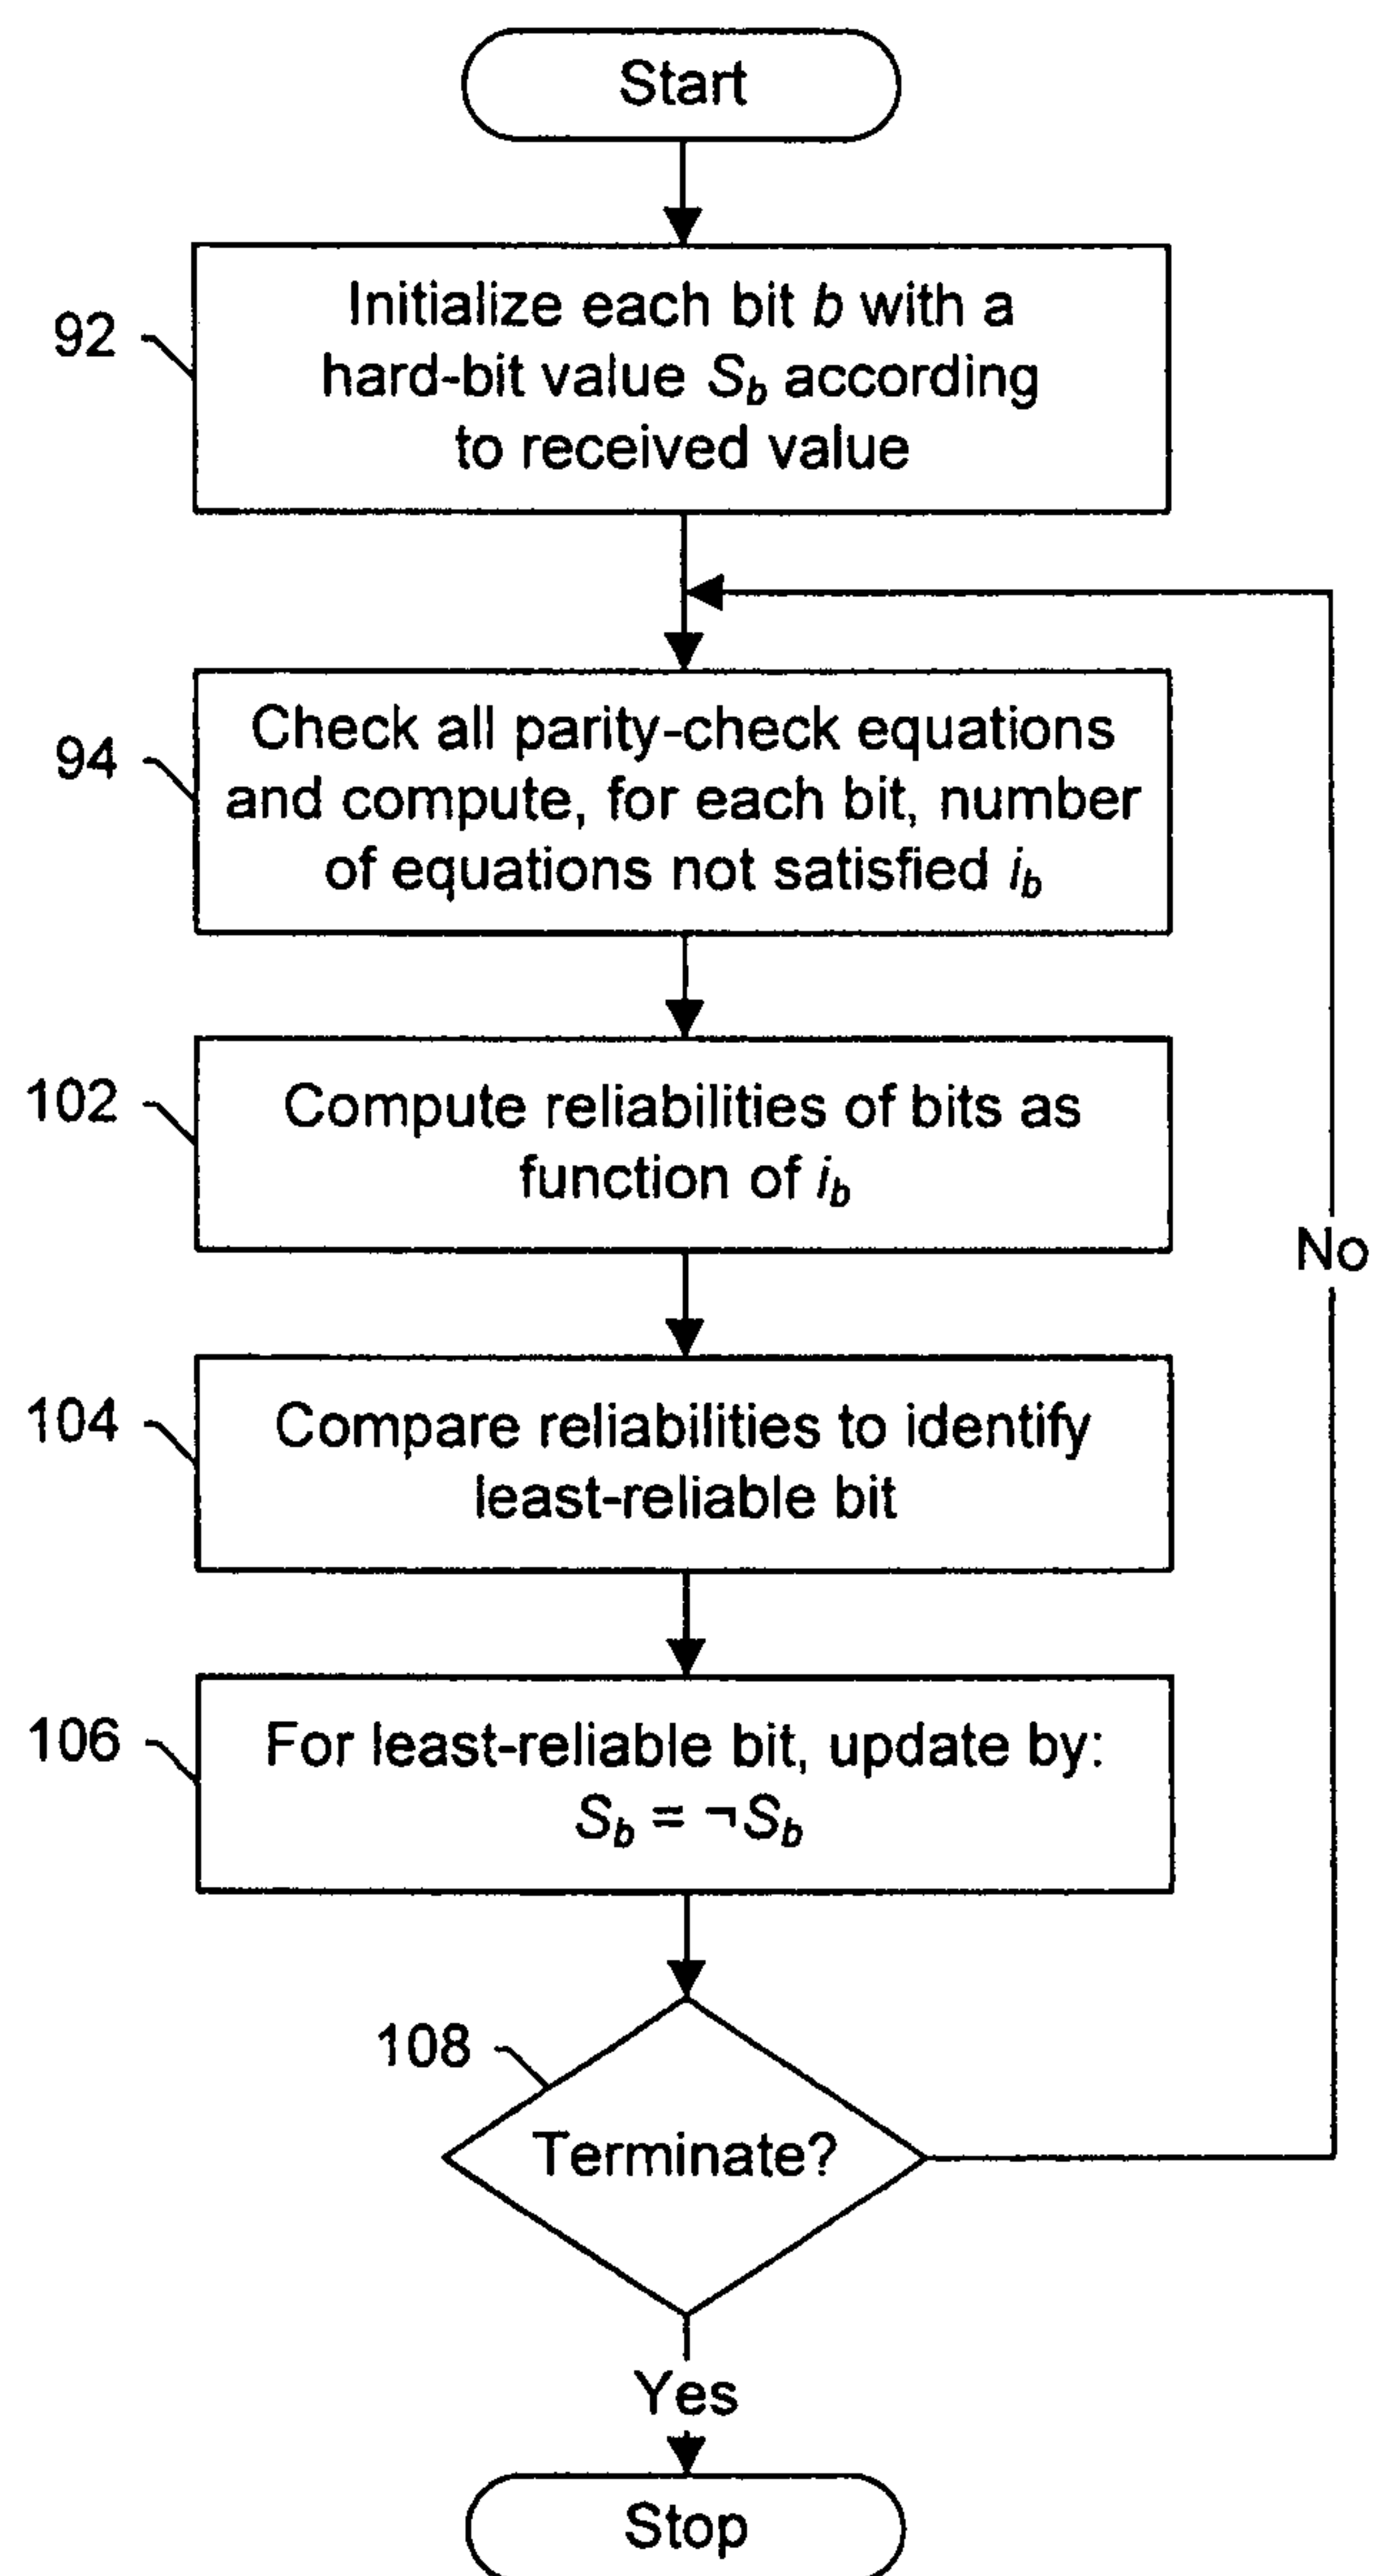 Start
92
Initialize each bit b with a
hard-bit value Sb according
to received value
94
Check all parity-check equations
and compute, for each bit, number
of equations not satisfied ib
102
Compute reliabilities of bits as
function of ib
No
104
Compare reliabilities to identify
least-reliable bit
106
For least-reliable bit, update by:
Sb = ¬Sb
108
Terminate?
Yes
Stop